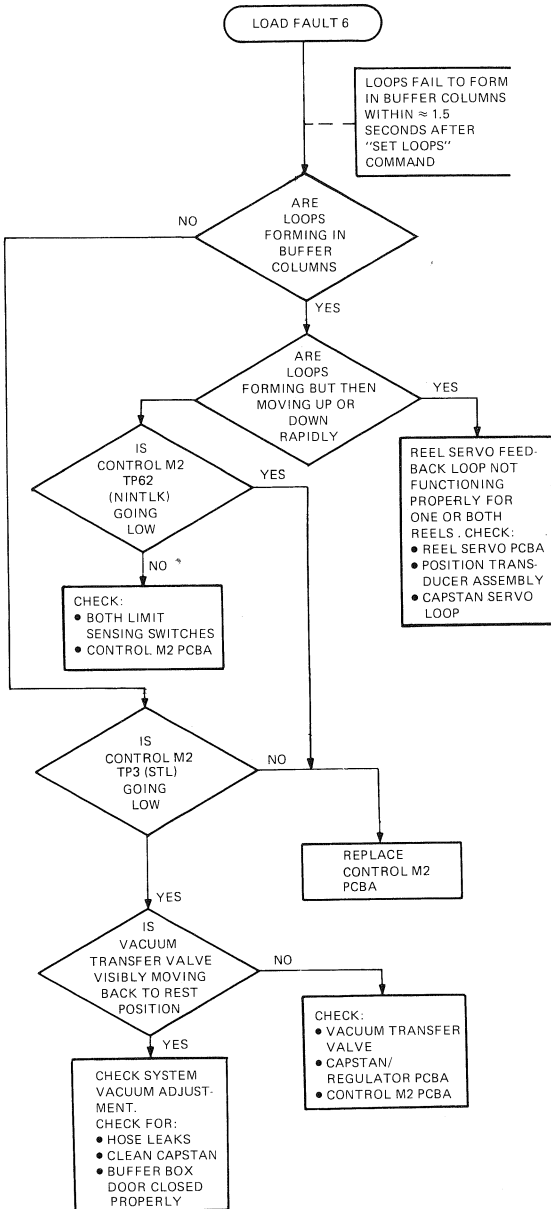 LOAD FAULT 6
LOOPS FAIL TO FORM
IN BUFFER COLUMNS
WITHIN ≈ 1.5
SECONDS AFTER
"SET LOOPS"
COMMAND
NO
ARE
LOOPS
FORMING IN
BUFFER
COLUMNS
YES
ARE
LOOPS
FORMING BUT THEN
MOVING UP OR
DOWN
RAPIDLY
YES
REEL SERVO FEED-
BACK LOOP NOT
FUNCTIONING
PROPERLY FOR
ONE OR BOTH
REELS. CHECK:
● REEL SERVO PCBA
● POSITION TRANS-
DUCER ASSEMBLY
● CAPSTAN SERVO
LOOP
IS
CONTROL M2
TP62
(NINTLK)
GOING
LOW
YES
NO
CHECK:
● BOTH LIMIT
SENSING SWITCHES
● CONTROL M2 PCBA
IS
CONTROL M2
TP3 (STL)
GOING
LOW
NO
REPLACE
CONTROL M2
PCBA
YES
IS
VACUUM
TRANSFER VALVE
VISIBLY MOVING
BACK TO REST
POSITION
NO
CHECK:
● VACUUM TRANSFER
VALVE
● CAPSTAN/
REGULATOR PCBA
● CONTROL M2 PCBA
YES
CHECK SYSTEM
VACUUM ADJUST-
MENT.
CHECK FOR:
● HOSE LEAKS
● CLEAN CAPSTAN
● BUFFER BOX
DOOR CLOSED
PROPERLY